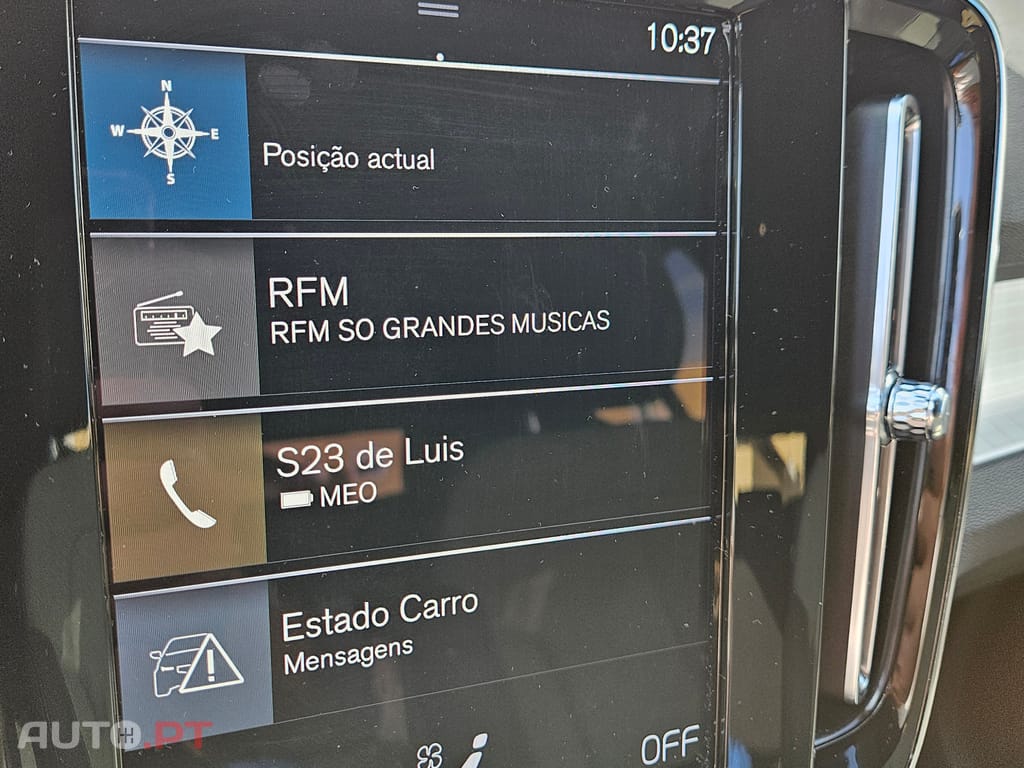 10:37
N
W E
S
Posição actual
RFM
RFM SO GRANDES MUSICAS
S23 de Luis
MEO
Estado Carro
Mensagens
OFF
AUTO.PT